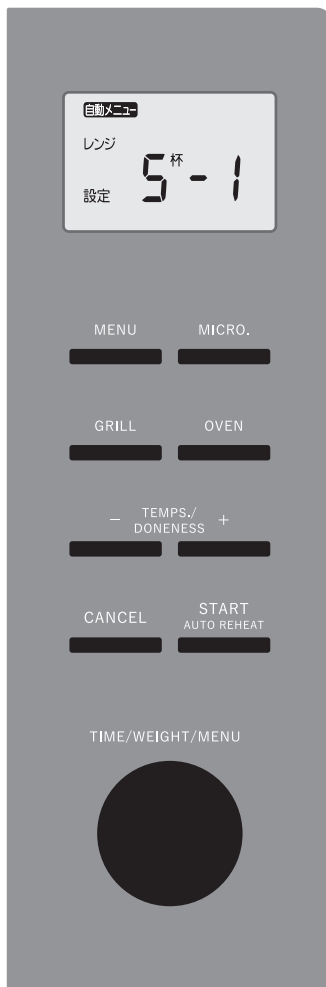 自動メニュー
レンジ
杯
設定 5-1
MENU MICRO.
GRILL OVEN
− TEMPS./ +
DONENESS
CANCEL START
AUTO REHEAT
TIME/WEIGHT/MENU